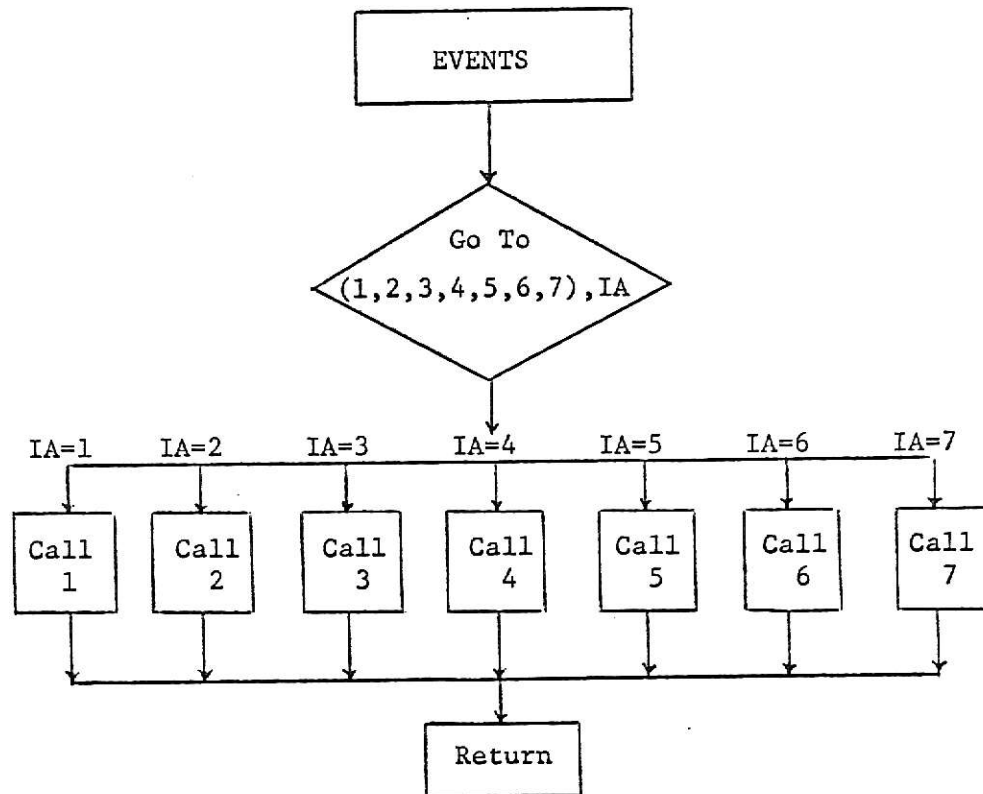 EVENTS
Go To
(1,2,3,4,5,6,7),IA
IA=1 IA=2 IA=3 IA=4 IA=5 IA=6 IA=7
Call Call Call Call Call Call Call
1 2 3 4 5 6 7
Return